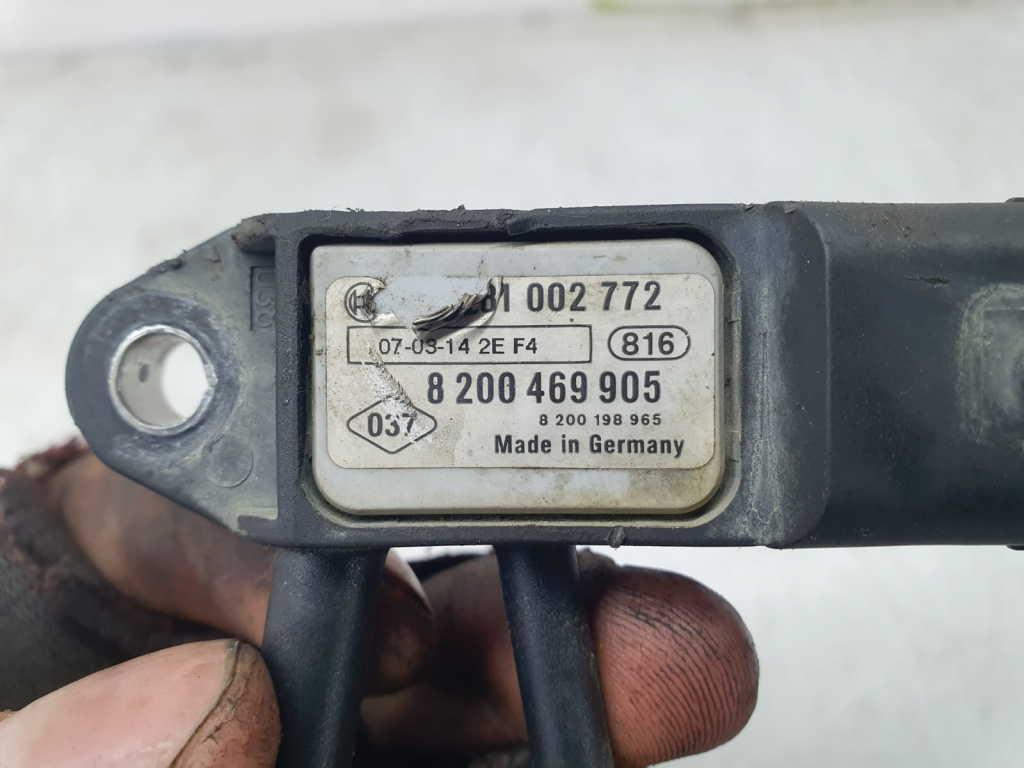 281 002 772
07-03-14 2E F4 816
8 200 469 905
037
8 200 198 965
Made in Germany